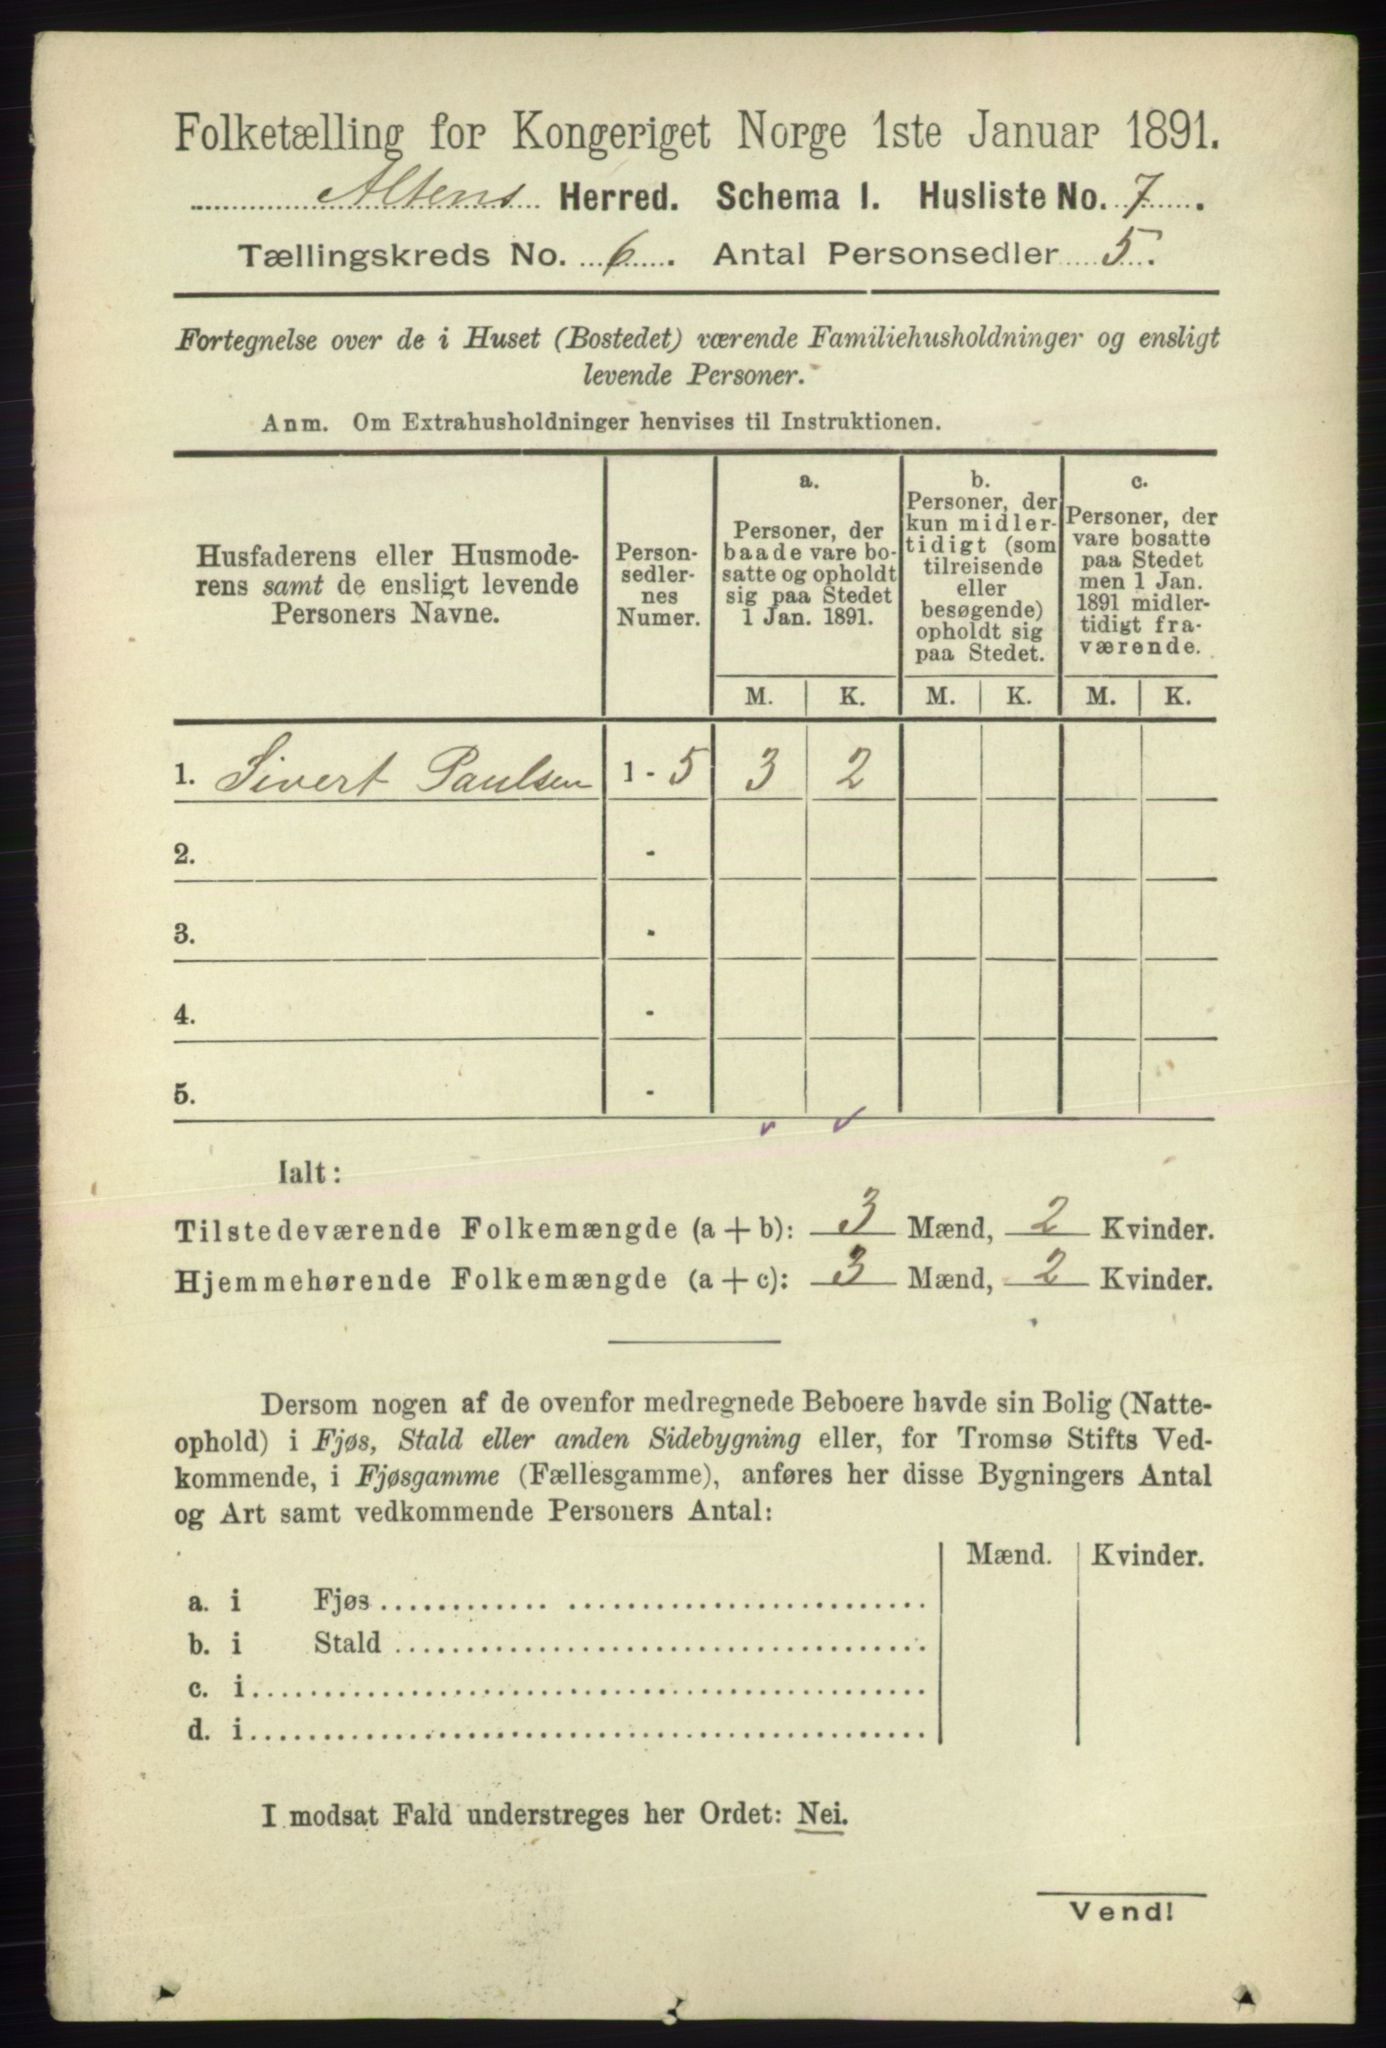 Folketælling for Kongeriget Norge 1ste Januar 1891.
Altens Herred. Schema I. Husliste No. 7.
Tællingskreds No. 6. Antal Personsedler 5.
Fortegnelse over de i Huset (Bostedet) værende Familiehusholdninger og ensligt
levende Personer.
Anm. Om Extrahusholdninger henvises til Instruktionen.
Husfaderens eller Husmode-
rens samt de ensligt levende
Personers Navne.
Person-
sedler-
nes
Numer.
a.
Personer, der
baade vare bo-
satte og opholdt
sig paa Stedet
1 Jan. 1891.
b.
Personer, der
kun midler-
tidigt (som
tilreisende
eller
besøgende)
opholdt sig
paa Stedet.
c.
Personer, der
vare bosatte
paa Stedet
men 1 Jan.
1891 midler-
tidigt fra-
værende.
M. K. M. K. M. K.
1. Sivert Paulsen 1 - 5 3 2
2. -
3. -
4. -
5. -
Ialt:
Tilstedeværende Folkemængde (a + b): 3 Mænd, 2 Kvinder.
Hjemmehørende Folkemængde (a + c): 3 Mænd, 2 Kvinder.
Dersom nogen af de ovenfor medregnede Beboere havde sin Bolig (Natte-
ophold) i Fjøs, Stald eller anden Sidebygning eller, for Tromsø Stifts Ved-
kommende, i Fjøsgamme (Fællesgamme), anføres her disse Bygningers Antal
og Art samt vedkommende Personers Antal:
Mænd. Kvinder.
a. i Fjøs
b. i Stald
c. i
d. i
I modsat Fald understreges her Ordet: Nei.
Vend!